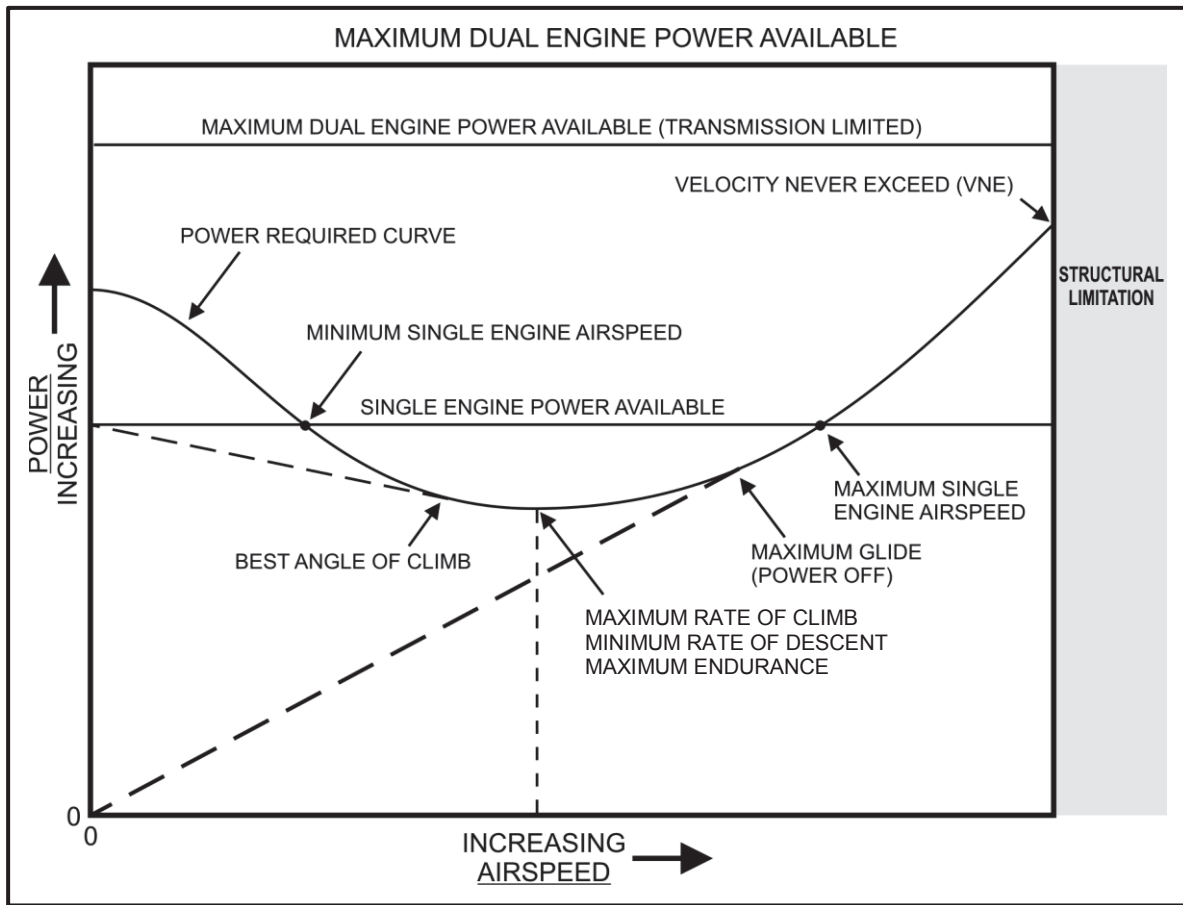 MAXIMUM DUAL ENGINE POWER AVAILABLE
MAXIMUM DUAL ENGINE POWER AVAILABLE (TRANSMISSION LIMITED)
VELOCITY NEVER EXCEED (VNE)
POWER REQUIRED CURVE
STRUCTURAL
LIMITATION
MINIMUM SINGLE ENGINE AIRSPEED
POWER
INCREASING
SINGLE ENGINE POWER AVAILABLE
MAXIMUM SINGLE
ENGINE AIRSPEED
BEST ANGLE OF CLIMB
MAXIMUM GLIDE
(POWER OFF)
MAXIMUM RATE OF CLIMB
MINIMUM RATE OF DESCENT
MAXIMUM ENDURANCE
0
0
INCREASING
AIRSPEED